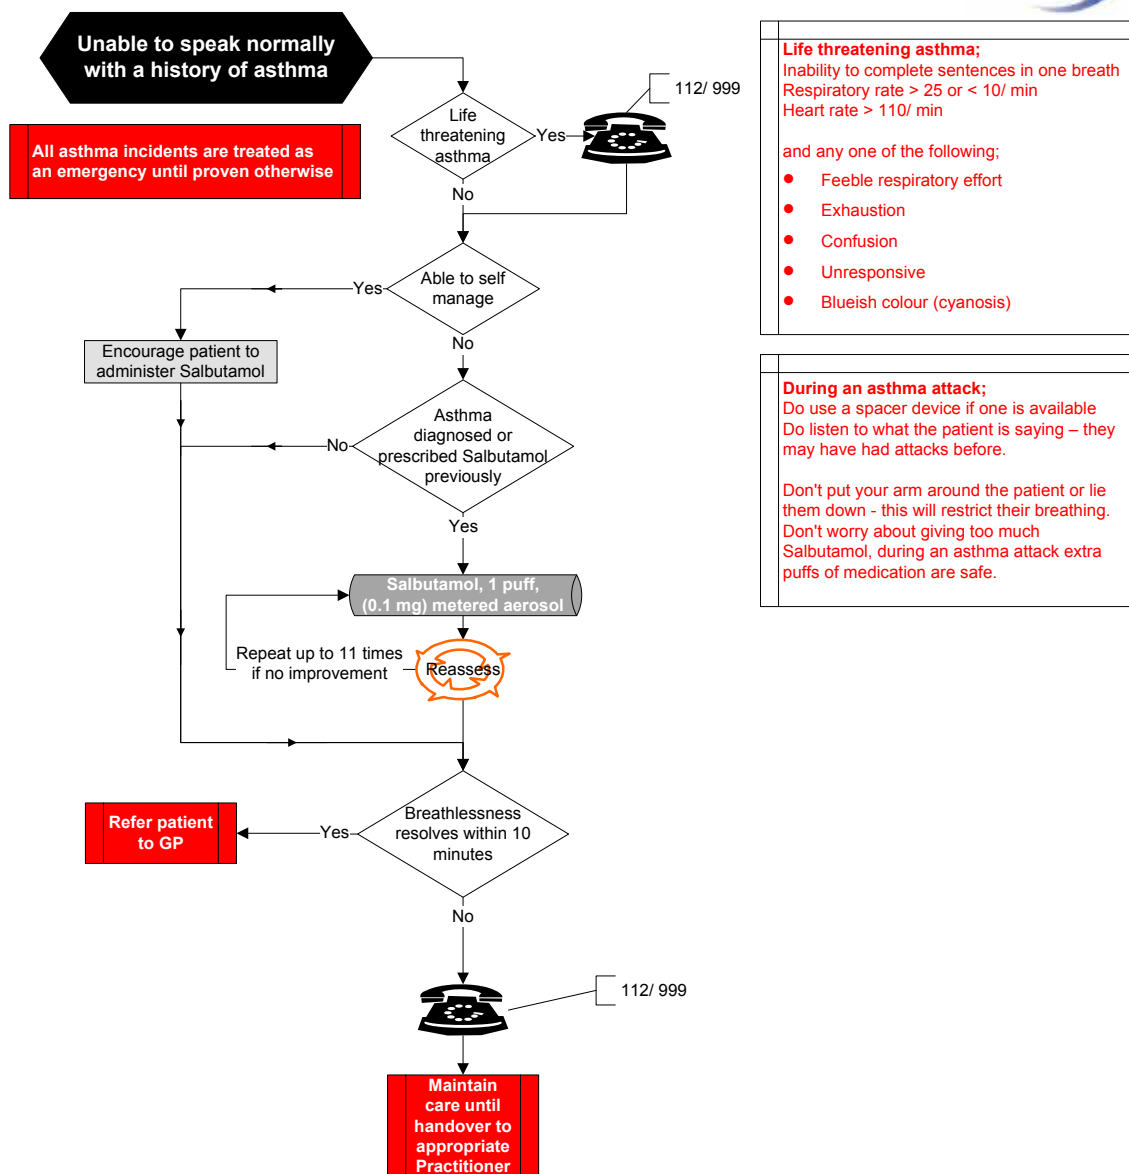 Unable to speak normally
with a history of asthma
All asthma incidents are treated as
an emergency until proven otherwise
Life
threatening
asthma
Yes
112/ 999
No
Able to self
manage
Yes
No
Encourage patient to
administer Salbutamol
Asthma
diagnosed or
prescribed Salbutamol
previously
No
Yes
Salbutamol, 1 puff,
(0.1 mg) metered aerosol
Repeat up to 11 times
if no improvement
Reassess
Breathlessness
resolves within 10
minutes
Yes
Refer patient
to GP
No
112/ 999
Maintain
care until
handover to
appropriate
Practitioner
Life threatening asthma;
Inability to complete sentences in one breath
Respiratory rate > 25 or < 10/ min
Heart rate > 110/ min
and any one of the following;
● Feeble respiratory effort
● Exhaustion
● Confusion
● Unresponsive
● Blueish colour (cyanosis)
During an asthma attack;
Do use a spacer device if one is available
Do listen to what the patient is saying – they
may have had attacks before.
Don't put your arm around the patient or lie
them down - this will restrict their breathing.
Don't worry about giving too much
Salbutamol, during an asthma attack extra
puffs of medication are safe.